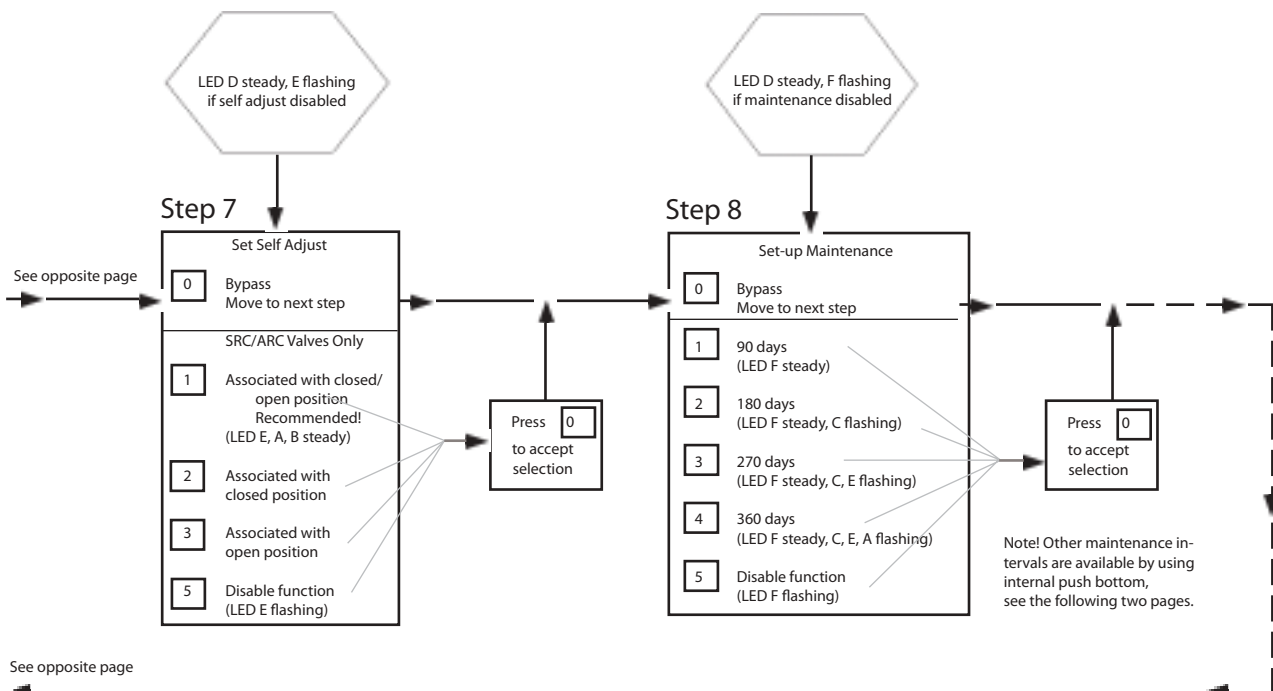 LED D steady, E flashing
if self adjust disabled
LED D steady, F flashing
if maintenance disabled
Step 7
Set Self Adjust
See opposite page
0
Bypass
Move to next step
SRC/ARC Valves Only
1
Associated with closed/
open position
Recommended!
(LED E, A, B steady)
2
Associated with
closed position
3
Associated with
open position
5
Disable function
(LED E flashing)
Press 0
to accept
selection
Step 8
Set-up Maintenance
0
Bypass
Move to next step
1
90 days
(LED F steady)
2
180 days
(LED F steady, C flashing)
3
270 days
(LED F steady, C, E flashing)
4
360 days
(LED F steady, C, E, A flashing)
5
Disable function
(LED F flashing)
Press 0
to accept
selection
Note! Other maintenance in-
tervals are available by using
internal push bottom,
see the following two pages.
See opposite page